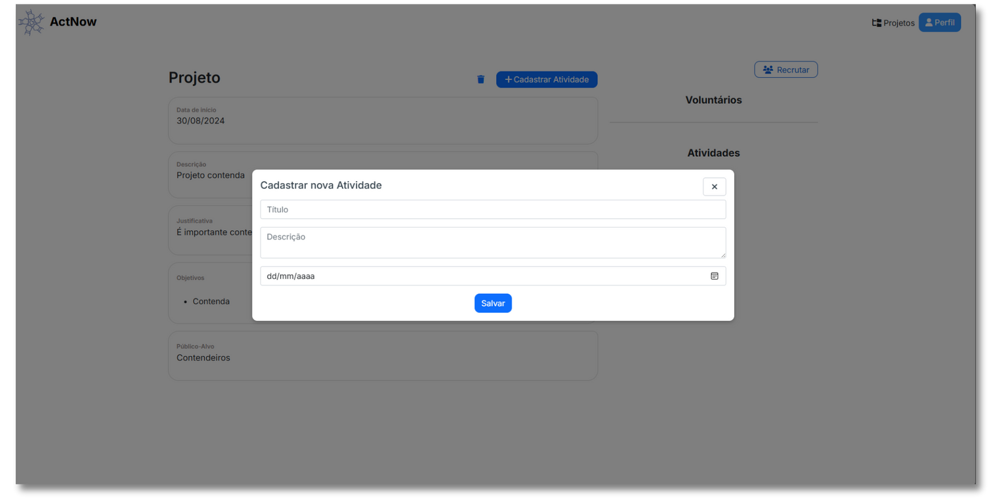 ActNow
Projetos
Perfil
Projeto
+ Cadastrar Atividade
Recrutar
Voluntários
Atividades
Data de inicio
30/08/2024
Descrição
Projeto contenda
Justificativa
É importante conte
Objetivos
• Contenda
Público-Alvo
Contendeiros
Cadastrar nova Atividade
×
Título
Descrição
dd/mm/aaaa
Salvar